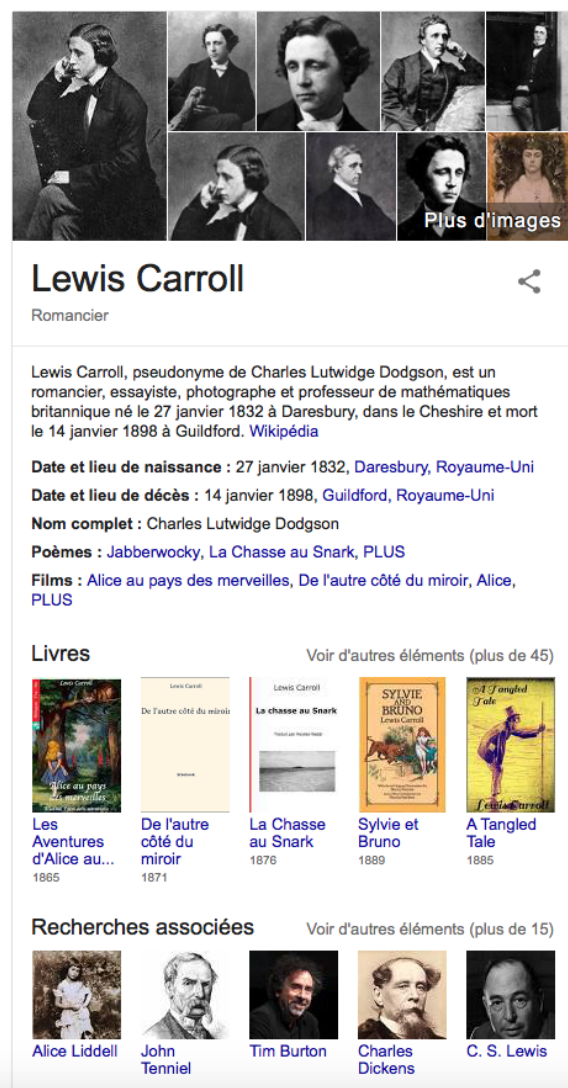 Plus d'images
Lewis Carroll
Romancier
Lewis Carroll, pseudonyme de Charles Lutwidge Dodgson, est un
romancier, essayiste, photographe et professeur de mathématiques
britannique né le 27 janvier 1832 à Daresbury, dans le Cheshire et mort
le 14 janvier 1898 à Guildford. Wikipédia
Date et lieu de naissance : 27 janvier 1832, Daresbury, Royaume-Uni
Date et lieu de décès : 14 janvier 1898, Guildford, Royaume-Uni
Nom complet : Charles Lutwidge Dodgson
Poèmes : Jabberwocky, La Chasse au Snark, PLUS
Films : Alice au pays des merveilles, De l'autre côté du miroir, Alice,
PLUS
Livres
Voir d'autres éléments (plus de 45)
Lewis Carroll
Alice au pays
des merveilles
Lewis Carroll
De l'autre côté du miroir
Lewis Carroll
La chasse au Snark
SYLVIE
AND
BRUNO
Lewis Carroll
A Tangled
Tale
Lewis Carroll
Les
Aventures
d'Alice au...
1865
De l'autre
côté du
miroir
1871
La Chasse
au Snark
1876
Sylvie et
Bruno
1889
A Tangled
Tale
1885
Recherches associées
Voir d'autres éléments (plus de 15)
Alice Liddell
John
Tenniel
Tim Burton
Charles
Dickens
C. S. Lewis